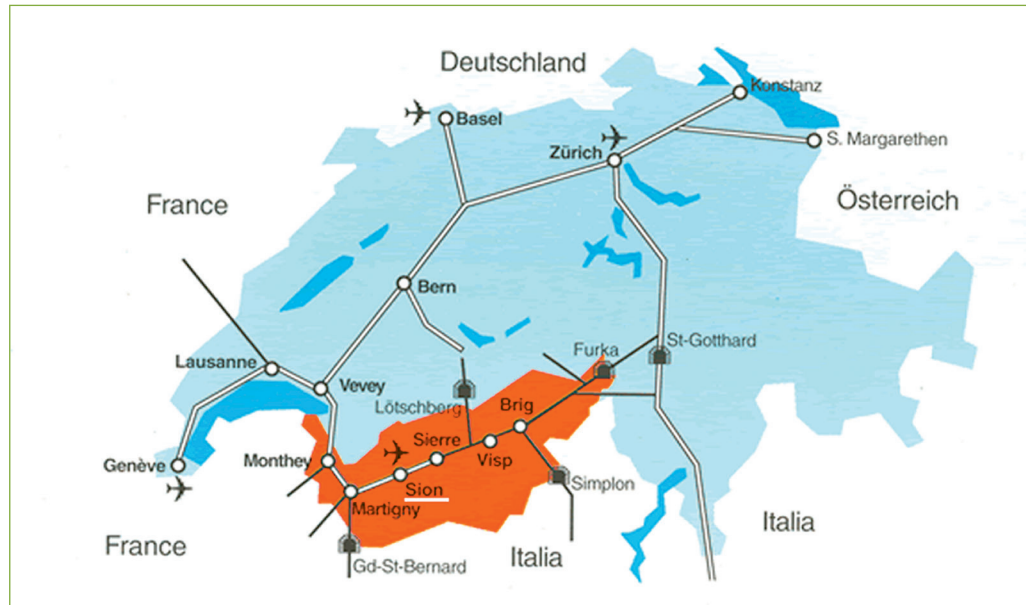 Deutschland
Konstanz
Basel
S. Margarethen
Zürich
France
Österreich
Bern
St-Gotthard
Furka
Lausanne
Vevey
Lötschberg
Brig
Sierre
Visp
Genève
Monthey
Sion
Simplon
Martigny
Italia
France
Italia
Gd-St-Bernard